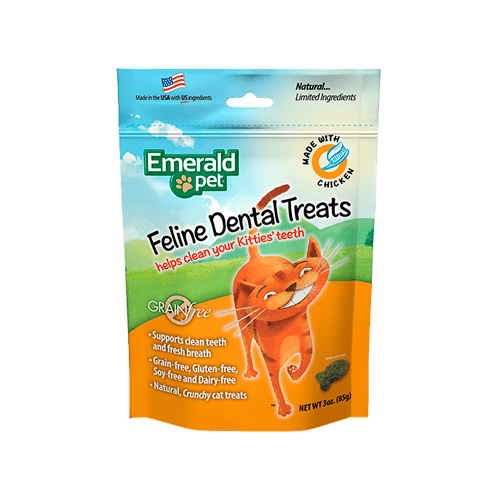 Made in the USA with US ingredients
Natural...
Limited Ingredients
MADE WITH
CHICKEN
Emerald
pet
Feline Dental Treats
helps clean your Kitties' teeth
GRAINfree
• Supports clean teeth
and fresh breath
• Grain-free, Gluten-free,
Soy-free and Dairy-free
• Natural, Crunchy cat treats
™
NET WT 3oz. (85g)